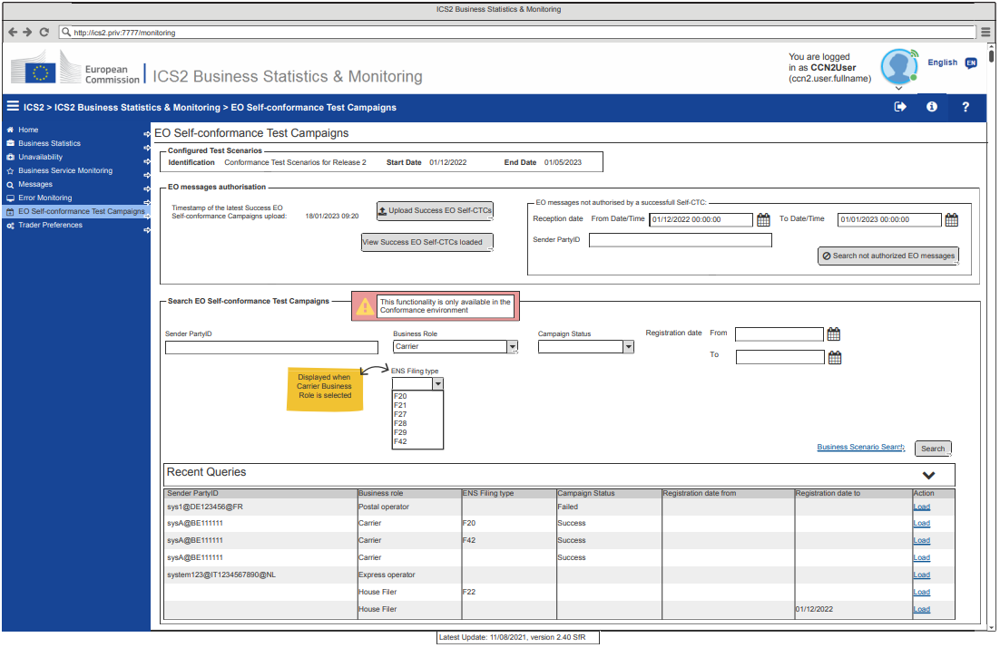 ICS2 Business Statistics & Monitoring
http://ics2.priv:7777/monitoring
European
Commission
ICS2 Business Statistics & Monitoring
You are logged
in as CCN2User
(ccn2.user.fullname)
English EN
ICS2 > ICS2 Business Statistics & Monitoring > EO Self-conformance Test Campaigns
Home
Business Statistics
Unavailability
Business Service Monitoring
Messages
Error Monitoring
EO Self-conformance Test Campaigns
Trader Preferences
EO Self-conformance Test Campaigns
Configured Test Scenarios
Identification Conformance Test Scenarios for Release 2 Start Date 01/12/2022 End Date 01/05/2023
EO messages authorisation
Timestamp of the latest Success EO
Self-conformance Campaigns upload: 18/01/2023 09:20
Upload Success EO Self-CTCs
View Success EO Self-CTCs loaded
EO messages not authorised by a successfull Self-CTC:
Reception date From Date/Time 01/12/2022 00:00:00 To Date/Time 01/01/2023 00:00:00
Sender PartyID
Search not authorized EO messages
Search EO Self-conformance Test Campaigns
This functionality is only available in the
Conformance environment
Sender PartyID Business Role Campaign Status Registration date From
Carrier
To
Displayed when
Carrier Business
Role is selected
ENS Filing type
F20
F21
F27
F28
F29
F42
Business Scenario Search Search
Recent Queries
Sender PartyID Business role ENS Filing type Campaign Status Registration date from Registration date to Action
sys1@DE123456@FR Postal operator Failed Load
sysA@BE111111 Carrier F20 Success Load
sysA@BE111111 Carrier F42 Success Load
sysA@BE111111 Carrier Success Load
system123@IT1234567890@NL Express operator Load
House Filer F22 Load
House Filer 01/12/2022 Load
Latest Update: 11/08/2021, version 2.40 SfR